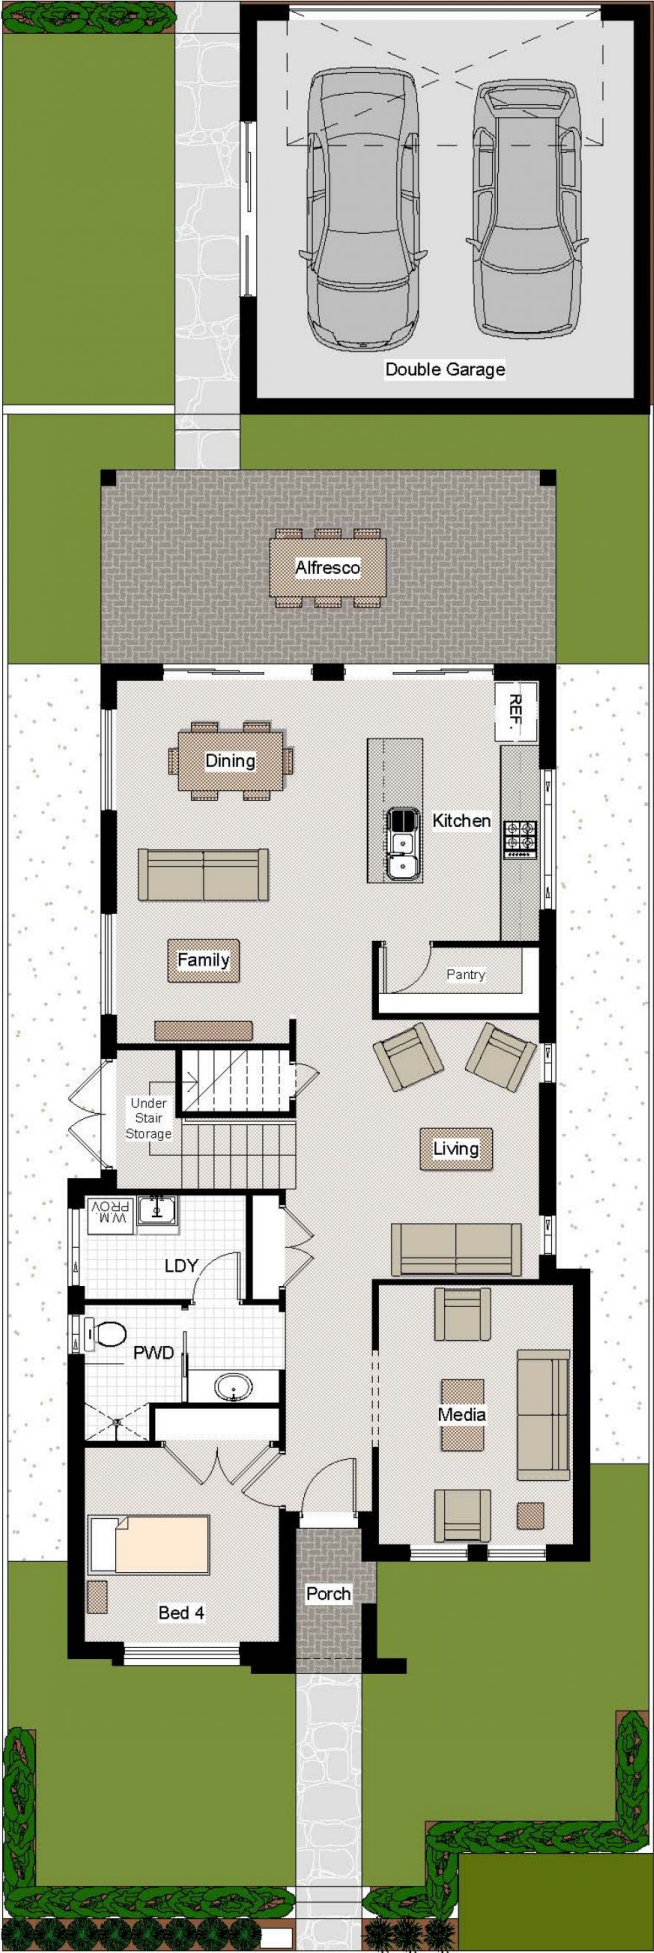 Double Garage
Alfresco
REF.
Dining
Kitchen
Family
Pantry
Under
Stair
Storage
Living
W.M.
PROV
LDY
PWD
Media
Porch
Bed 4